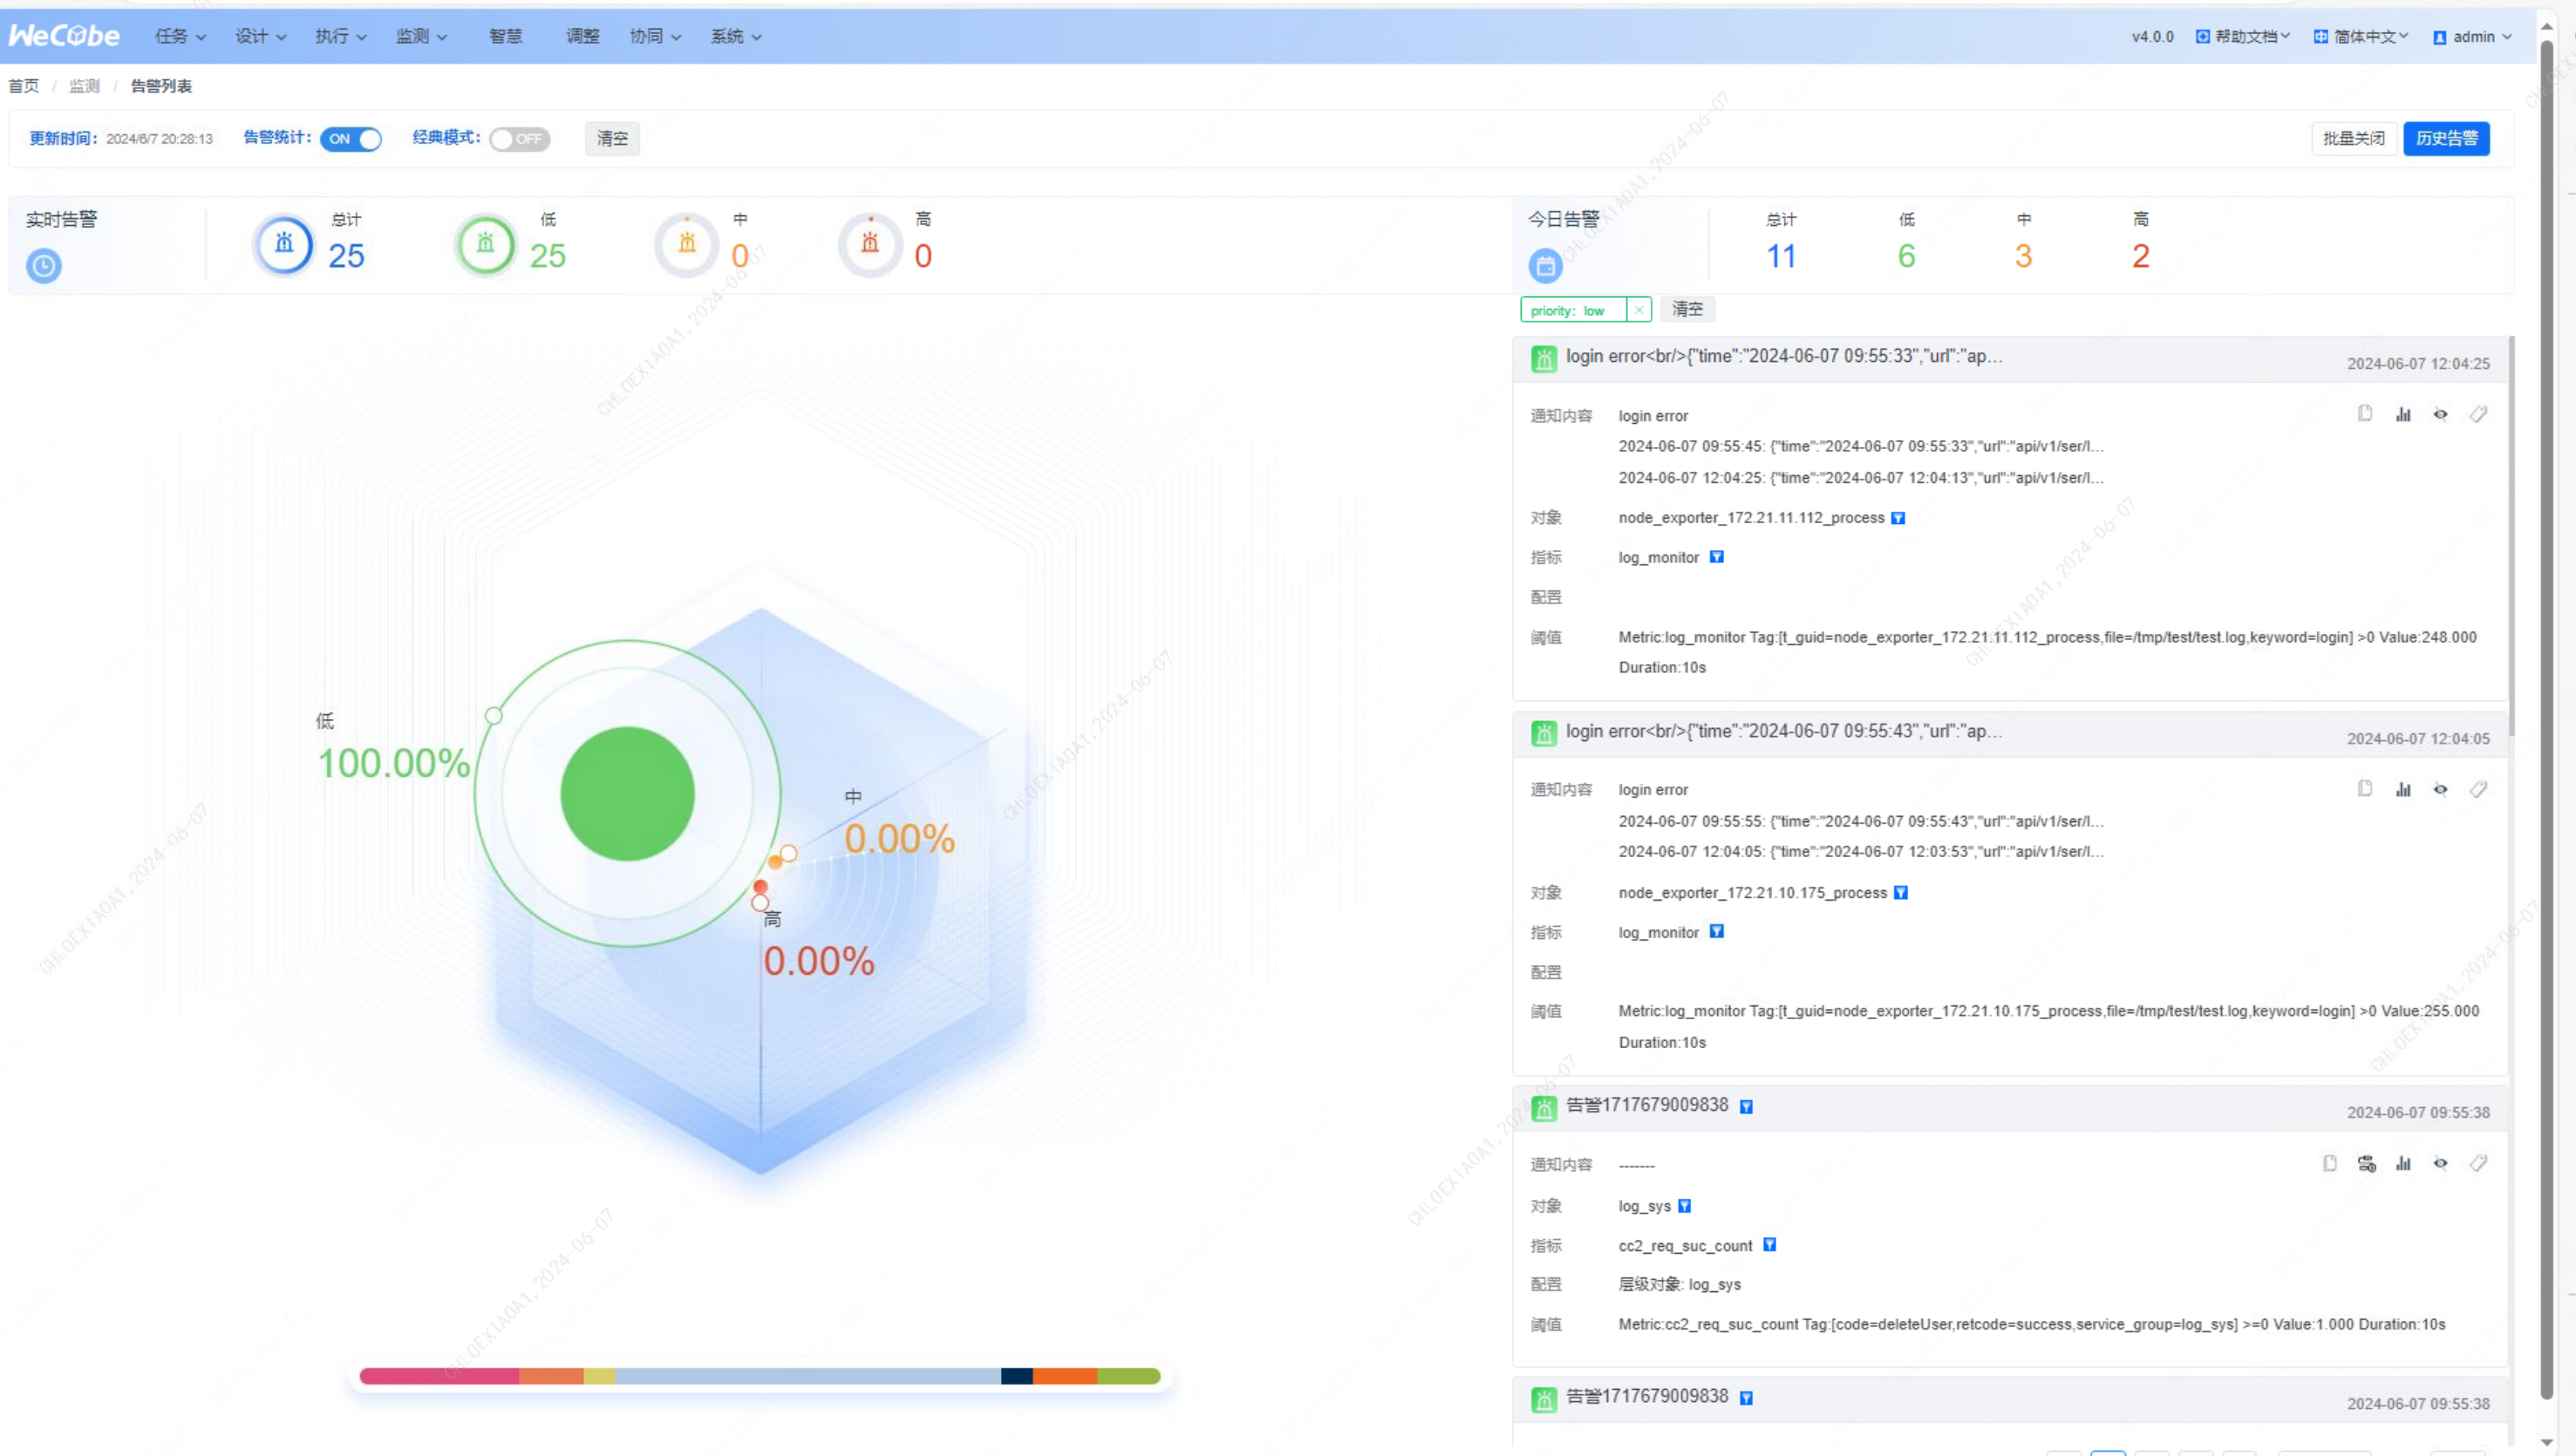 WeCube 任务 设计 执行 监测 智慧 调整 协同 系统 v4.0.0 帮助文档 简体中文 admin
首页 / 监测 / 告警列表
更新时间: 2024/6/7 20:28:13 告警统计: ON 经典模式: OFF 清空 批量关闭 历史告警
实时告警 总计 低 中 高 今日告警 总计 低 中 高
25 25 0 0 11 6 3 2
priority: low 清空
login error<br/>{"time":"2024-06-07 09:55:33","url":"ap... 2024-06-07 12:04:25
通知内容 login error
2024-06-07 09:55:45: {"time":"2024-06-07 09:55:33","url":"api/v1/ser/l...
2024-06-07 12:04:25: {"time":"2024-06-07 12:04:13","url":"api/v1/ser/l...
对象 node_exporter_172.21.11.112_process
指标 log_monitor
配置
阈值 Metric:log_monitor Tag:[t_guid=node_exporter_172.21.11.112_process,file=/tmp/test/test.log,keyword=login] >0 Value:248.000
Duration:10s
login error<br/>{"time":"2024-06-07 09:55:43","url":"ap... 2024-06-07 12:04:05
通知内容 login error
2024-06-07 09:55:55: {"time":"2024-06-07 09:55:43","url":"api/v1/ser/l...
2024-06-07 12:04:05: {"time":"2024-06-07 12:03:53","url":"api/v1/ser/l...
对象 node_exporter_172.21.10.175_process
指标 log_monitor
配置
阈值 Metric:log_monitor Tag:[t_guid=node_exporter_172.21.10.175_process,file=/tmp/test/test.log,keyword=login] >0 Value:255.000
Duration:10s
告警1717679009838 2024-06-07 09:55:38
通知内容 -------
对象 log_sys
指标 cc2_req_suc_count
配置 层级对象: log_sys
阈值 Metric:cc2_req_suc_count Tag:[code=deleteUser,retcode=success,service_group=log_sys] >=0 Value:1.000 Duration:10s
告警1717679009838 2024-06-07 09:55:38
低
100.00%
中
0.00%
高
0.00%
CHLOEXIAOA1,2024-06-07